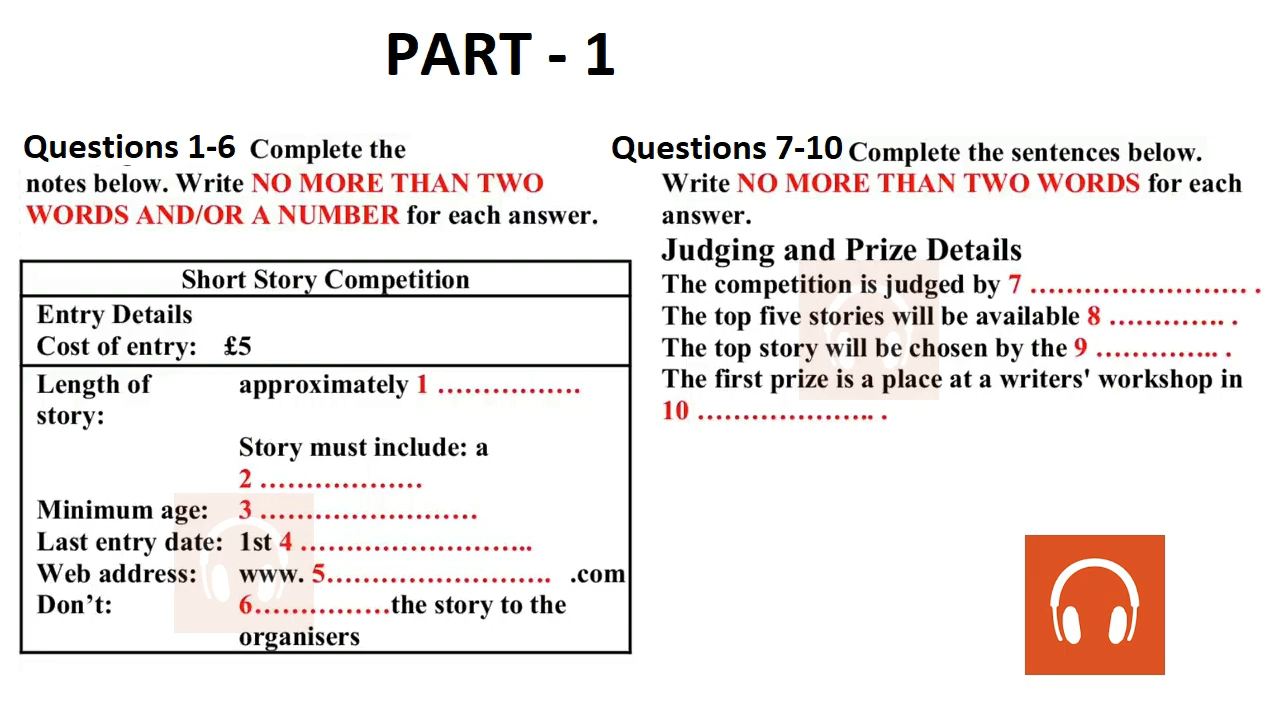 PART - 1
Questions 1-6 Complete the
notes below. Write NO MORE THAN TWO
WORDS AND/OR A NUMBER for each answer.
Short Story Competition
Entry Details
Cost of entry: £5
Length of story: approximately 1 …………….
Story must include: a
2 ………………
Minimum age: 3 ……………………
Last entry date: 1st 4 ……………………..
Web address: www. 5……………………. .com
Don’t: 6……………the story to the
organisers
Questions 7-10 Complete the sentences below.
Write NO MORE THAN TWO WORDS for each
answer.
Judging and Prize Details
The competition is judged by 7 …………………… .
The top five stories will be available 8 …………. .
The top story will be chosen by the 9 ………….. .
The first prize is a place at a writers' workshop in
10 ……………….. .